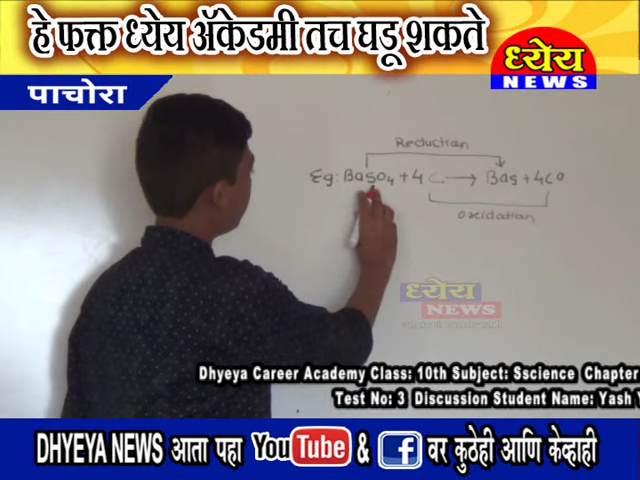 हे फक्त ध्येय ॲकेडमी तच घडू शकते
ध्येय
NEWS
पाचोरा
Reduction
Eg: BaSO4 + 4 C → BaS + 4CO
oxidation
ध्येय
NEWS
Dhyeya Career Academy Class: 10th Subject: Sscience Chapter
Test No: 3 Discussion Student Name: Yash Y
DHYEYA NEWS आता पहा YouTube & f वर कुठेही आणि केव्हाही